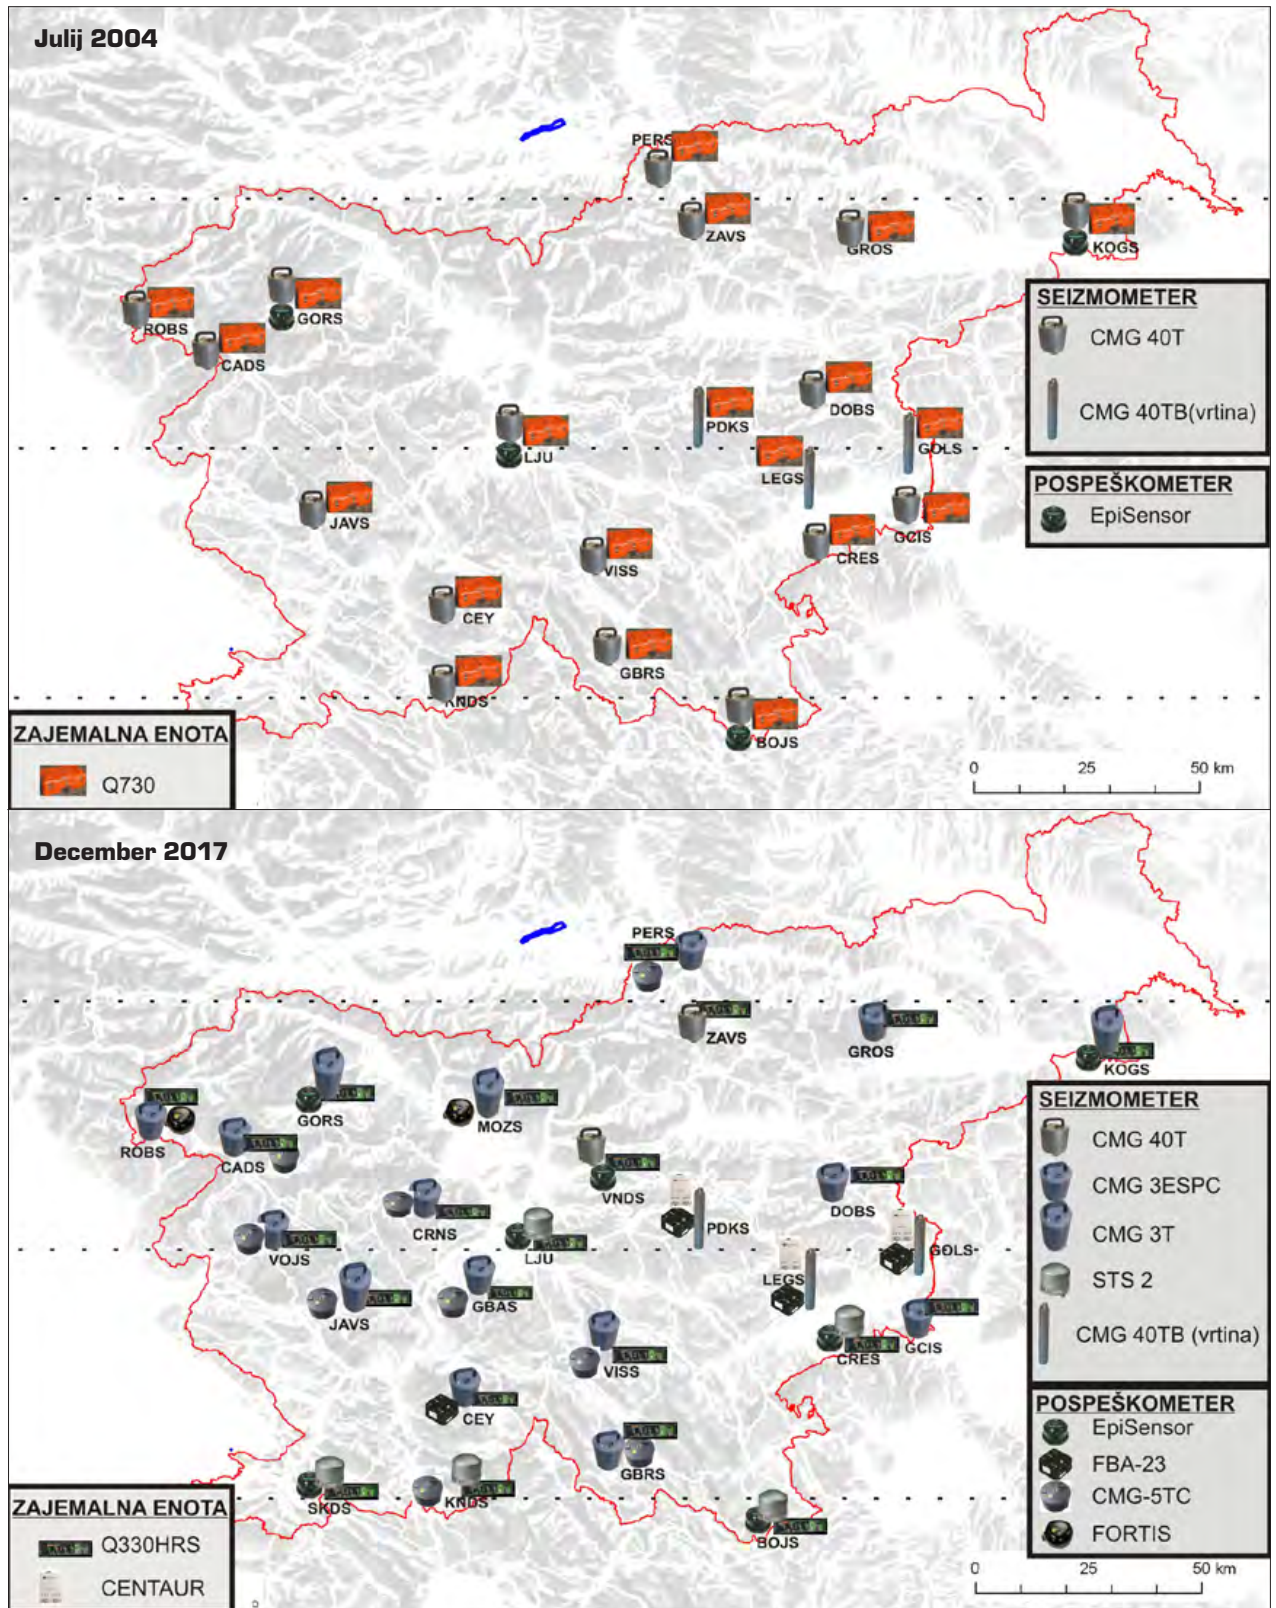 Julij 2004
PERS
ZAVS
GROS
KOGS
ROBS
GORS
CADS
SEIZMOMETER
CMG 40T
CMG 40TB(vrtina)
DOBS
PDKS
GOLS
LJU
LEGS
POSPEŠKOMETER
EpiSensor
JAVS
GCIS
CRES
VISS
CEY
GBRS
KNDS
BOJS
ZAJEMALNA ENOTA
Q730
0 25 50 km
December 2017
PERS
ZAVS
GROS
KOGS
GORS
MOZS
ROBS
CADS
SEIZMOMETER
CMG 40T
CMG 3ESPC
CMG 3T
STS 2
CMG 40TB (vrtina)
VNDS
DOBS
PDKS
CRNS
VOJS
LJU
GOLS
LEGS
GBAS
JAVS
GCIS
CRES
VISS
CEY
POSPEŠKOMETER
EpiSensor
FBA-23
CMG-5TC
FORTIS
GBRS
SKDS
KNDS
BOJS
ZAJEMALNA ENOTA
Q330HRS
CENTAUR
0 25 50 km